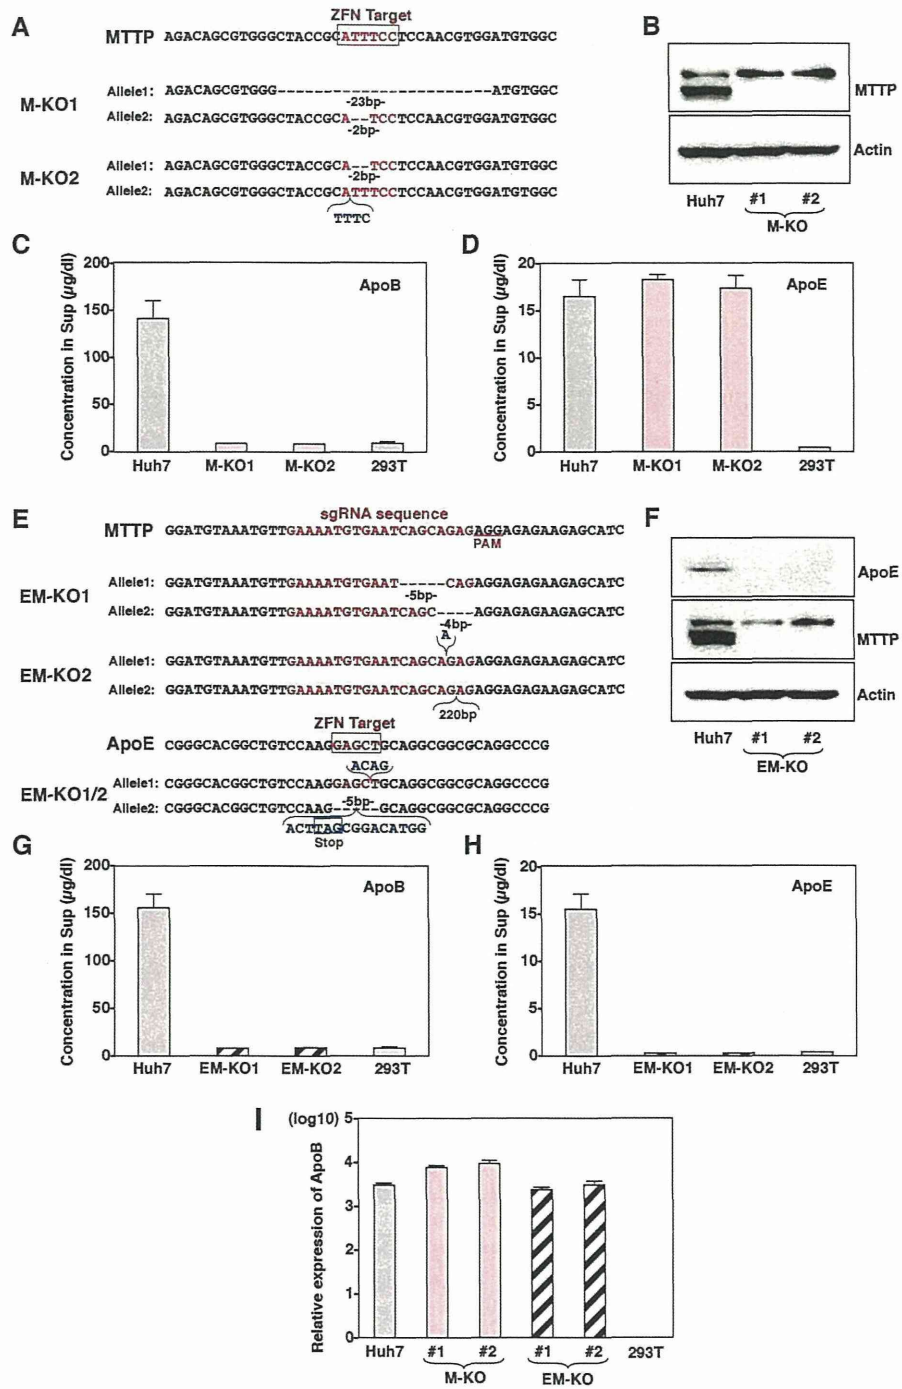 A
ZFN Target
MTTP AGACAGCGTGGGCTACCGCATTTCCTCCAACGTGGATGTGGC
M-KO1
Allele1: AGACAGCGTGGG-----------------------ATGTGGC
-23bp-
Allele2: AGACAGCGTGGGCTACCGCA--TCCTCCAACGTGGATGTGGC
-2bp-
M-KO2
Allele1: AGACAGCGTGGGCTACCGCA--TCCTCCAACGTGGATGTGGC
-2bp-
Allele2: AGACAGCGTGGGCTACCGCATTTCCTCCAACGTGGATGTGGC
TTTC
B
MTTP
Actin
Huh7 #1 #2
M-KO
C
Concentration in Sup (µg/dl)
200
150
100
50
0
ApoB
Huh7 M-KO1 M-KO2 293T
D
Concentration in Sup (µg/dl)
20
15
10
5
0
ApoE
Huh7 M-KO1 M-KO2 293T
E
sgRNA sequence
MTTP GGATGTAAATGTTGAAAATGTGAATCAGCAGAGAGGAGAGAAGAGCATC
PAM
EM-KO1
Allele1: GGATGTAAATGTTGAAAATGTGAAT-----CAGAGGAGAGAAGAGCATC
-5bp-
Allele2: GGATGTAAATGTTGAAAATGTGAATCAGC----AGGAGAGAAGAGCATC
-4bp-
A
EM-KO2
Allele1: GGATGTAAATGTTGAAAATGTGAATCAGCAGAGAGGAGAGAAGAGCATC
Allele2: GGATGTAAATGTTGAAAATGTGAATCAGCAGAGAGGAGAGAAGAGCATC
220bp
ZFN Target
ApoE CGGGCACGGCTGTCCAAGGAGCTGCAGGCGGCGCAGGCCCG
ACAG
EM-KO1/2
Allele1: CGGGCACGGCTGTCCAAGGAGCTGCAGGCGGCGCAGGCCCG
Allele2: CGGGCACGGCTGTCCAAG-----GCAGGCGGCGCAGGCCCG
-5bp-
ACTTAGCGGACATGG
Stop
F
ApoE
MTTP
Actin
Huh7 #1 #2
EM-KO
G
Concentration in Sup (µg/dl)
200
150
100
50
0
ApoB
Huh7 EM-KO1 EM-KO2 293T
H
Concentration in Sup (µg/dl)
20
15
10
5
0
ApoE
Huh7 EM-KO1 EM-KO2 293T
I
(log10)
Relative expression of ApoB
5
4
3
2
1
0
Huh7 #1 #2 #1 #2 293T
M-KO EM-KO